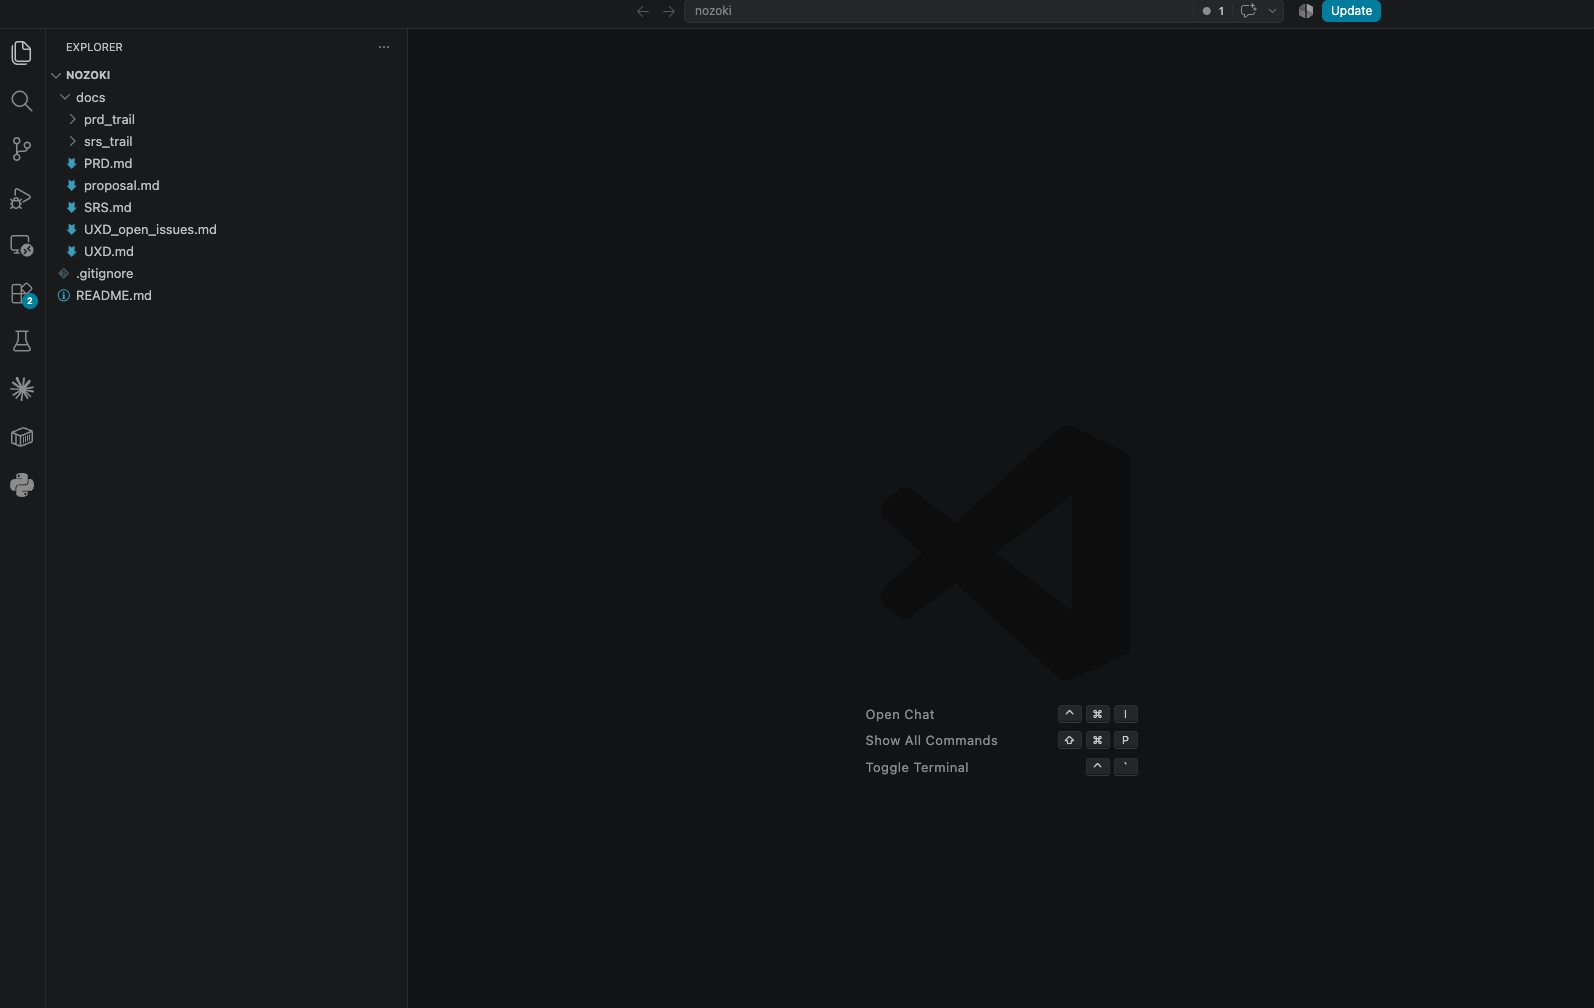 nozoki
1
Update
EXPLORER
NOZOKI
docs
prd_trail
srs_trail
PRD.md
proposal.md
SRS.md
UXD_open_issues.md
UXD.md
.gitignore
README.md
2
Open Chat ^ ⌘ I
Show All Commands ⇧ ⌘ P
Toggle Terminal ^ `